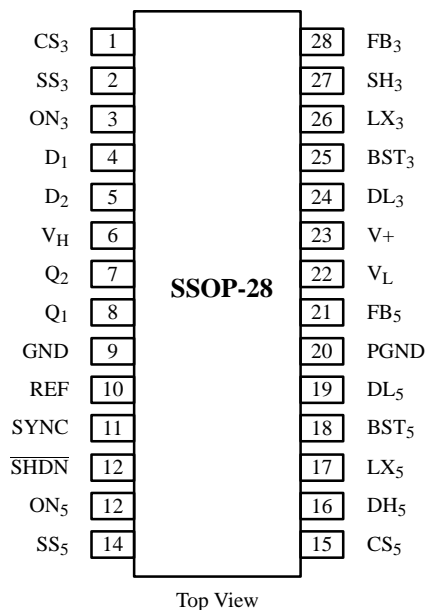 CS3 1 28 FB3
SS3 2 27 SH3
ON3 3 26 LX3
D1 4 25 BST3
D2 5 24 DL3
VH 6 23 V+
Q2 7 22 VL
SSOP-28
Q1 8 21 FB5
GND 9 20 PGND
REF 10 19 DL5
SYNC 11 18 BST5
SHDN 12 17 LX5
ON5 12 16 DH5
SS5 14 15 CS5
Top View